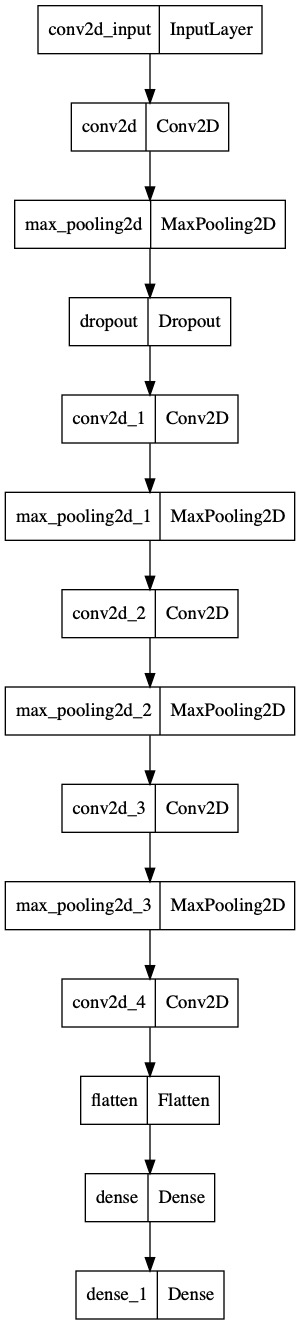 conv2d_input InputLayer
conv2d Conv2D
max_pooling2d MaxPooling2D
dropout Dropout
conv2d_1 Conv2D
max_pooling2d_1 MaxPooling2D
conv2d_2 Conv2D
max_pooling2d_2 MaxPooling2D
conv2d_3 Conv2D
max_pooling2d_3 MaxPooling2D
conv2d_4 Conv2D
flatten Flatten
dense Dense
dense_1 Dense